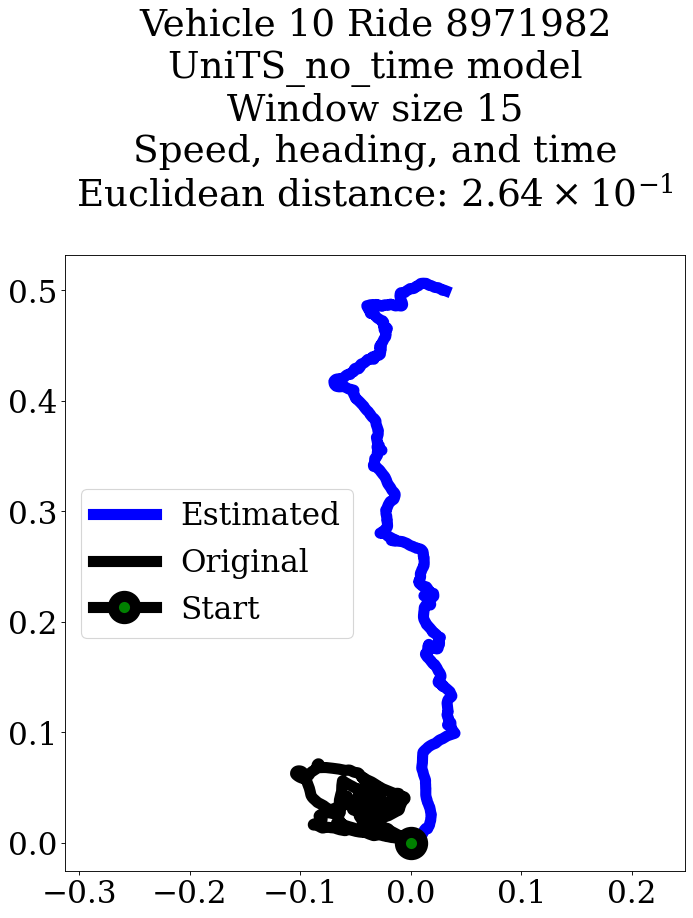 Vehicle 10 Ride 8971982
UniTS_no_time model
Window size 15
Speed, heading, and time
Euclidean distance: 2.64 × 10⁻¹
0.5
0.4
0.3
0.2
0.1
0.0
Estimated
Original
Start
−0.3 −0.2 −0.1 0.0 0.1 0.2